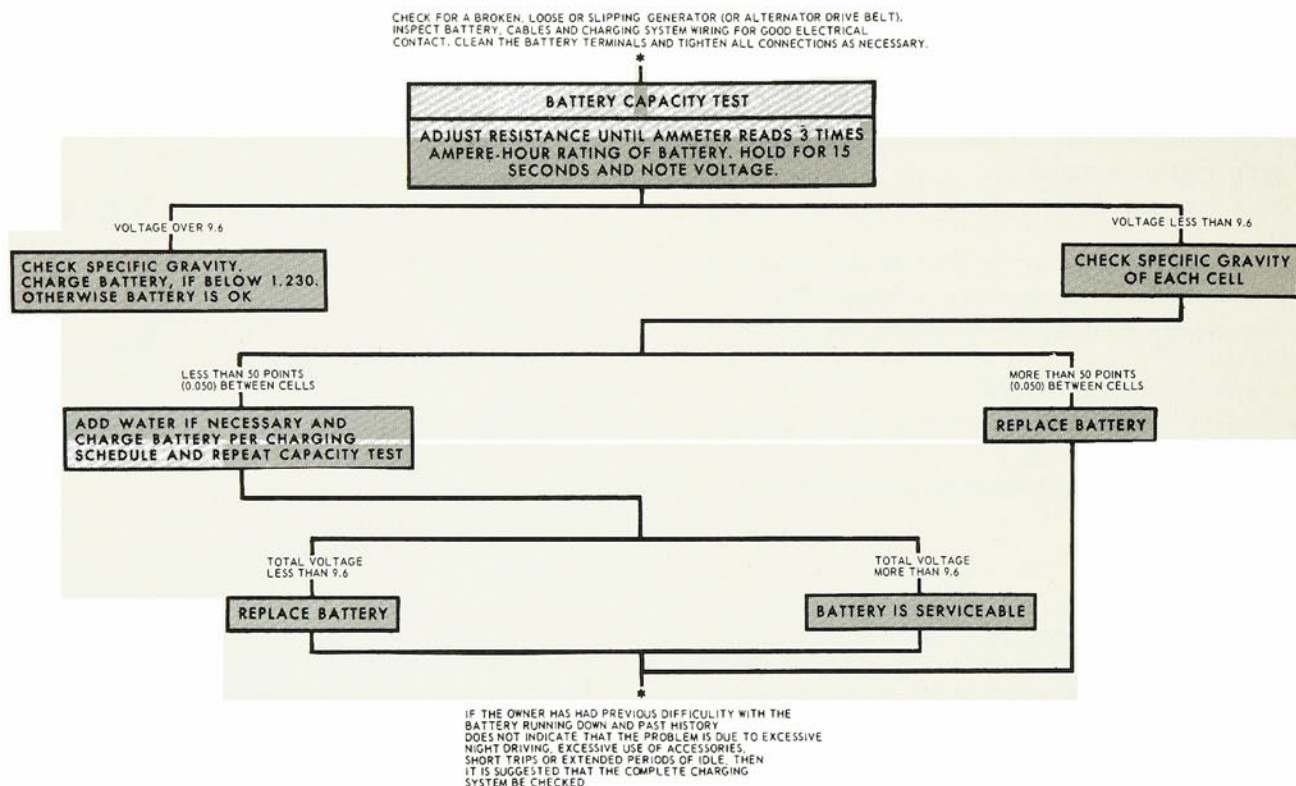 CHECK FOR A BROKEN, LOOSE OR SLIPPING GENERATOR (OR ALTERNATOR DRIVE BELT).
INSPECT BATTERY, CABLES AND CHARGING SYSTEM WIRING FOR GOOD ELECTRICAL
CONTACT. CLEAN THE BATTERY TERMINALS AND TIGHTEN ALL CONNECTIONS AS NECESSARY.
*
BATTERY CAPACITY TEST
ADJUST RESISTANCE UNTIL AMMETER READS 3 TIMES
AMPERE-HOUR RATING OF BATTERY. HOLD FOR 15
SECONDS AND NOTE VOLTAGE.
VOLTAGE OVER 9.6
VOLTAGE LESS THAN 9.6
CHECK SPECIFIC GRAVITY.
CHARGE BATTERY, IF BELOW 1.230.
OTHERWISE BATTERY IS OK
CHECK SPECIFIC GRAVITY
OF EACH CELL
LESS THAN 50 POINTS
(0.050) BETWEEN CELLS
MORE THAN 50 POINTS
(0.050) BETWEEN CELLS
ADD WATER IF NECESSARY AND
CHARGE BATTERY PER CHARGING
SCHEDULE AND REPEAT CAPACITY TEST
REPLACE BATTERY
TOTAL VOLTAGE
LESS THAN 9.6
TOTAL VOLTAGE
MORE THAN 9.6
REPLACE BATTERY
BATTERY IS SERVICEABLE
*
IF THE OWNER HAS HAD PREVIOUS DIFFICULTY WITH THE
BATTERY RUNNING DOWN AND PAST HISTORY
DOES NOT INDICATE THAT THE PROBLEM IS DUE TO EXCESSIVE
NIGHT DRIVING, EXCESSIVE USE OF ACCESSORIES,
SHORT TRIPS OR EXTENDED PERIODS OF IDLE, THEN
IT IS SUGGESTED THAT THE COMPLETE CHARGING
SYSTEM BE CHECKED.